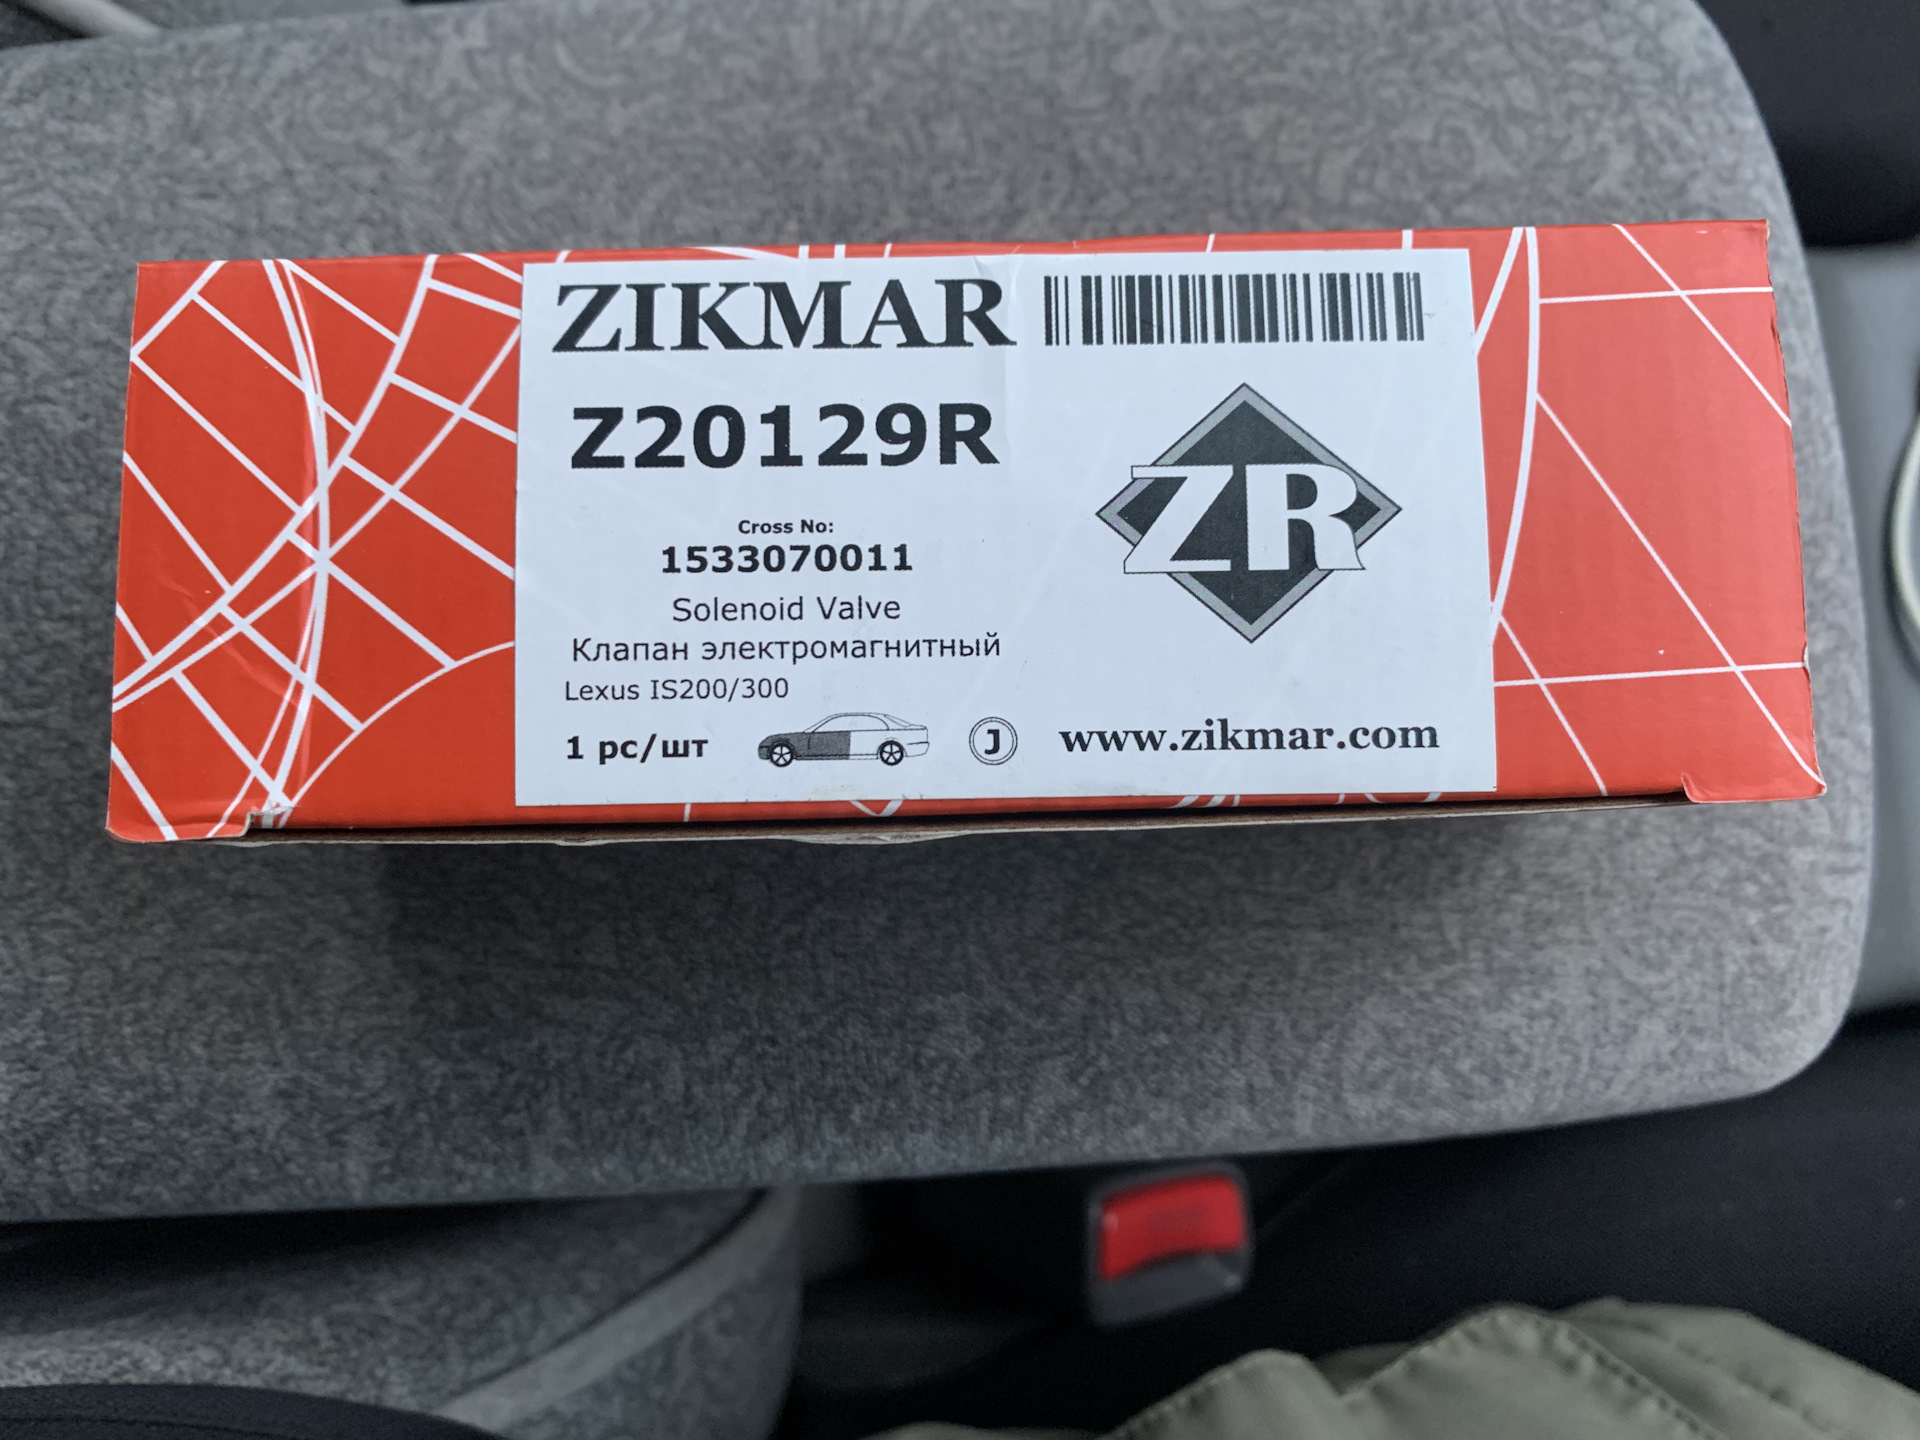 ZIKMAR
Z20129R
Cross No:
1533070011
Solenoid Valve
Клапан электромагнитный
Lexus IS200/300
1 pc/шт
ZR
J
www.zikmar.com